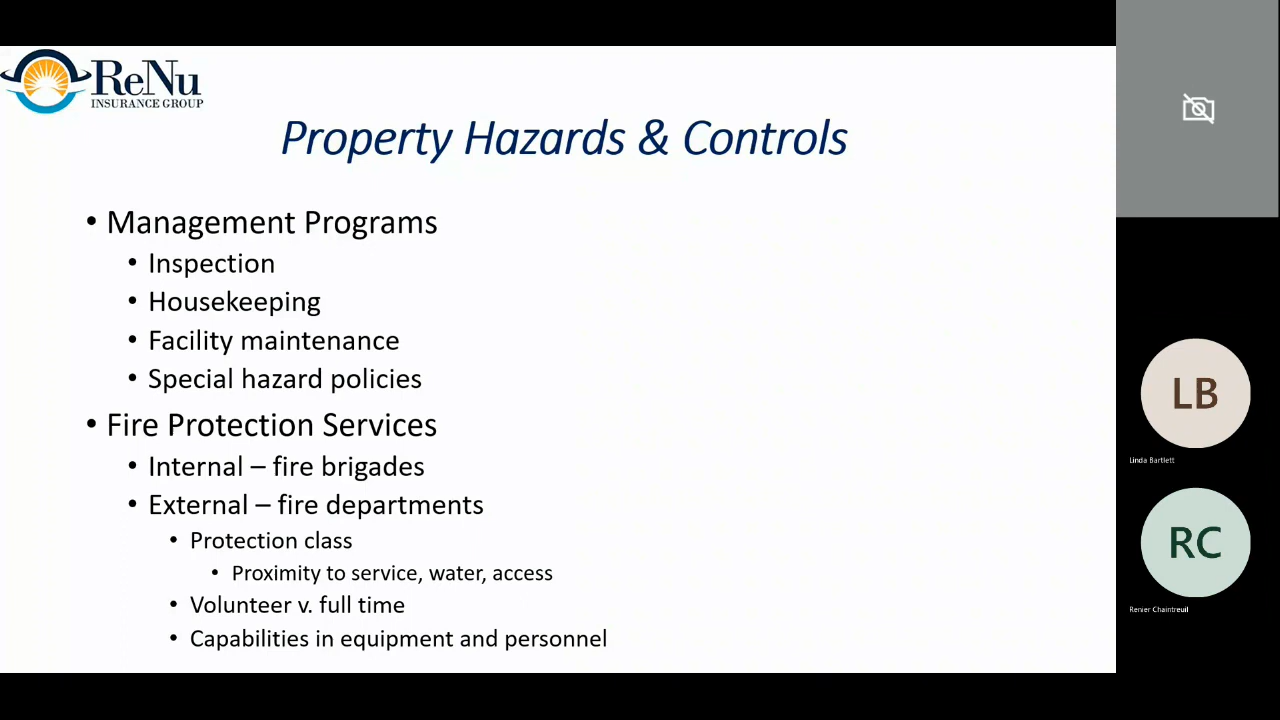 ReNu
INSURANCE GROUP
Property Hazards & Controls
• Management Programs
• Inspection
• Housekeeping
• Facility maintenance
• Special hazard policies
• Fire Protection Services
• Internal – fire brigades
• External – fire departments
• Protection class
• Proximity to service, water, access
• Volunteer v. full time
• Capabilities in equipment and personnel
LB
Linda Bartlett
RC
Renier Chaintreuil